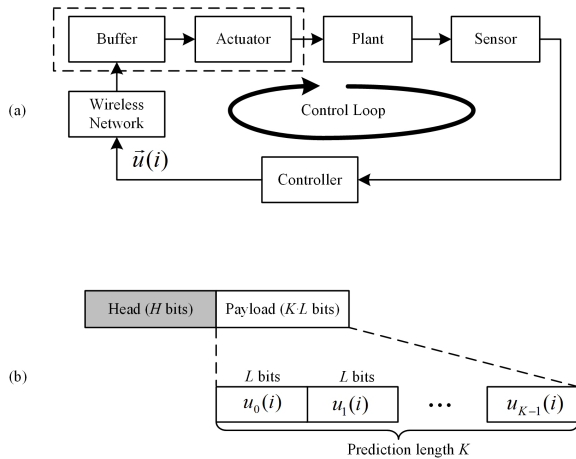 (a)
Buffer
Actuator
Plant
Sensor
Wireless
Network
Control Loop
u⃗(i)
Controller
(b)
Head (H bits)
Payload (K·L bits)
L bits
L bits
u₀(i)
u₁(i)
···
uₖ₋₁(i)
Prediction length K